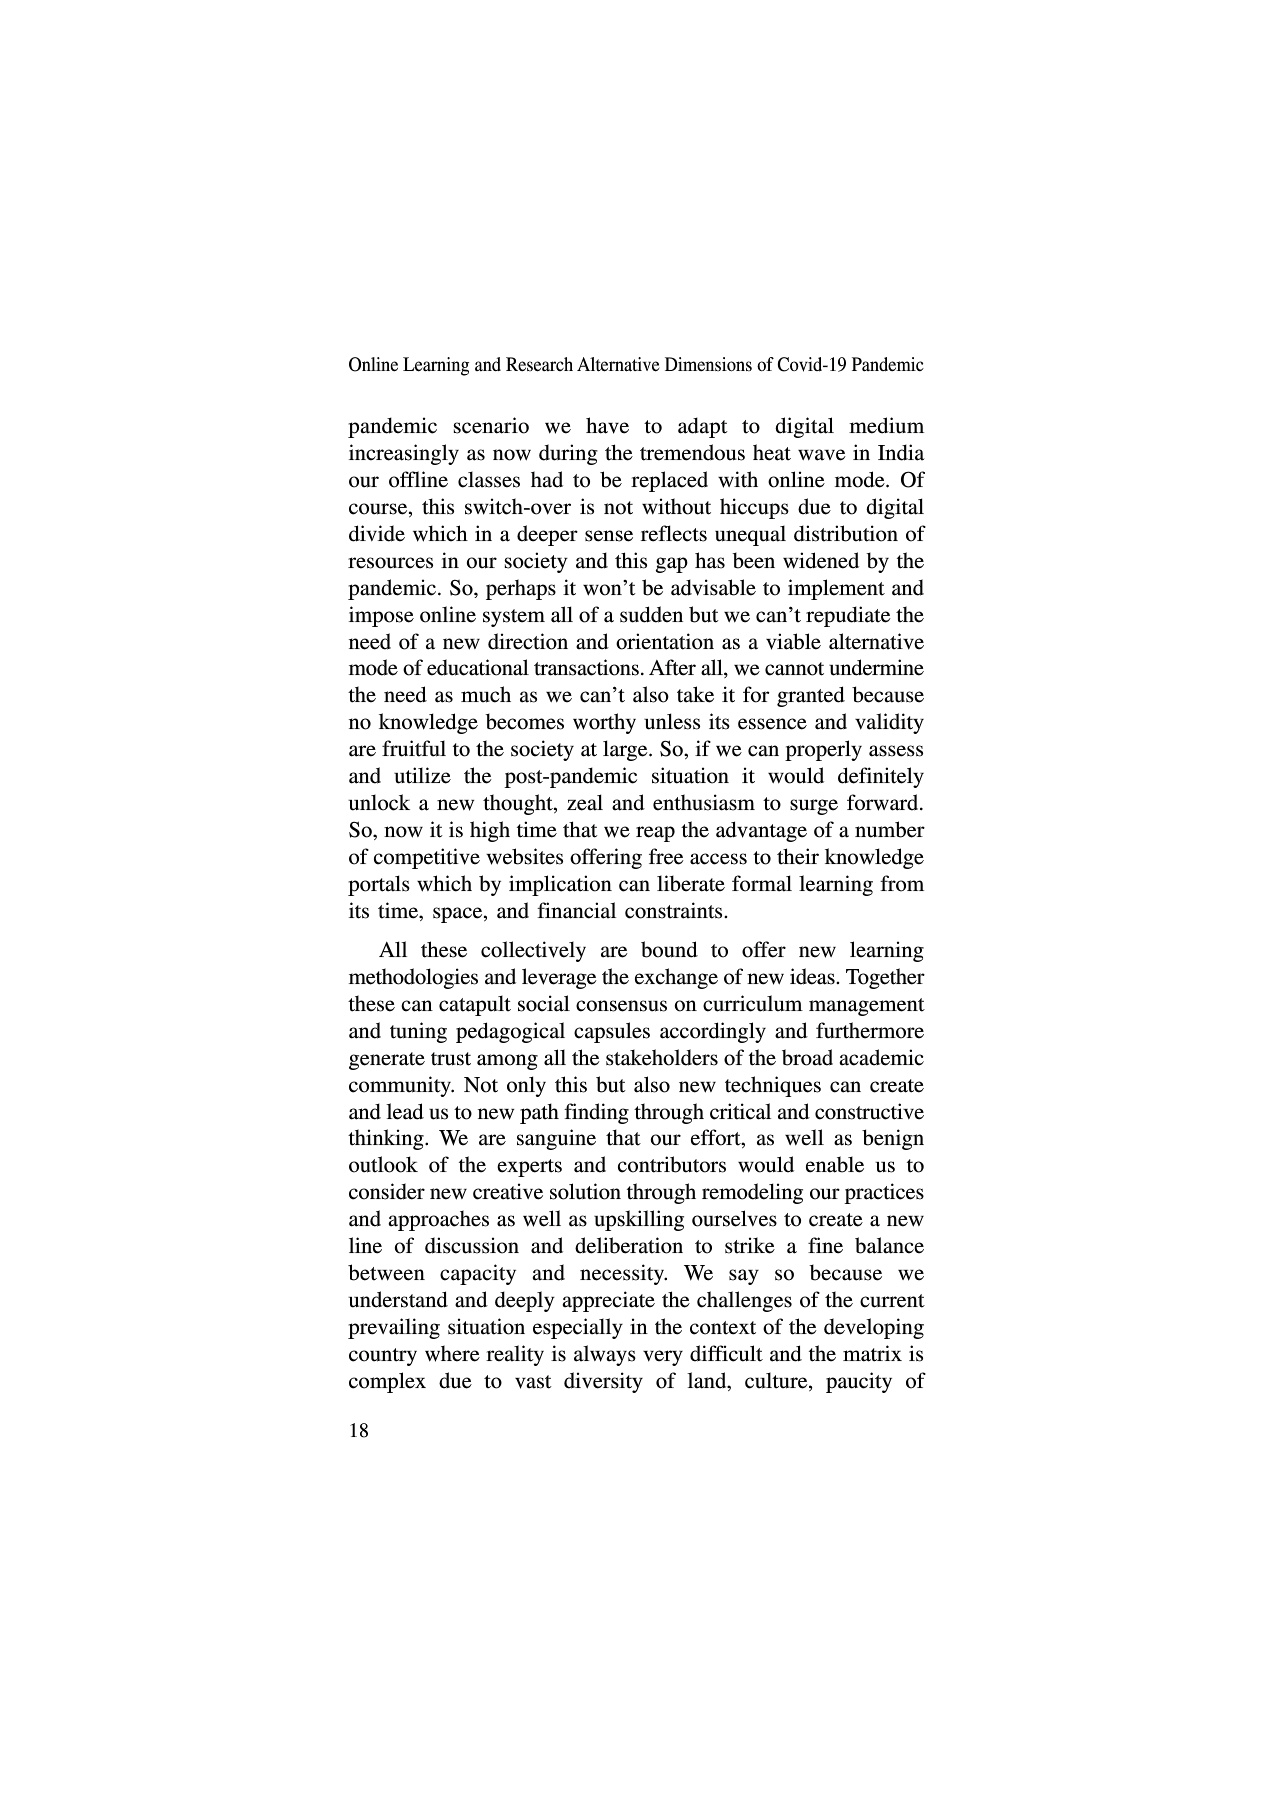 Online Learning and Research Alternative Dimensions of Covid-19 Pandemic
pandemic scenario we have to adapt to digital medium
increasingly as now during the tremendous heat wave in India
our offline classes had to be replaced with online mode. Of
course, this switch-over is not without hiccups due to digital
divide which in a deeper sense reflects unequal distribution of
resources in our society and this gap has been widened by the
pandemic. So, perhaps it won’t be advisable to implement and
impose online system all of a sudden but we can’t repudiate the
need of a new direction and orientation as a viable alternative
mode of educational transactions. After all, we cannot undermine
the need as much as we can’t also take it for granted because
no knowledge becomes worthy unless its essence and validity
are fruitful to the society at large. So, if we can properly assess
and utilize the post-pandemic situation it would definitely
unlock a new thought, zeal and enthusiasm to surge forward.
So, now it is high time that we reap the advantage of a number
of competitive websites offering free access to their knowledge
portals which by implication can liberate formal learning from
its time, space, and financial constraints.
All these collectively are bound to offer new learning
methodologies and leverage the exchange of new ideas. Together
these can catapult social consensus on curriculum management
and tuning pedagogical capsules accordingly and furthermore
generate trust among all the stakeholders of the broad academic
community. Not only this but also new techniques can create
and lead us to new path finding through critical and constructive
thinking. We are sanguine that our effort, as well as benign
outlook of the experts and contributors would enable us to
consider new creative solution through remodeling our practices
and approaches as well as upskilling ourselves to create a new
line of discussion and deliberation to strike a fine balance
between capacity and necessity. We say so because we
understand and deeply appreciate the challenges of the current
prevailing situation especially in the context of the developing
country where reality is always very difficult and the matrix is
complex due to vast diversity of land, culture, paucity of
18